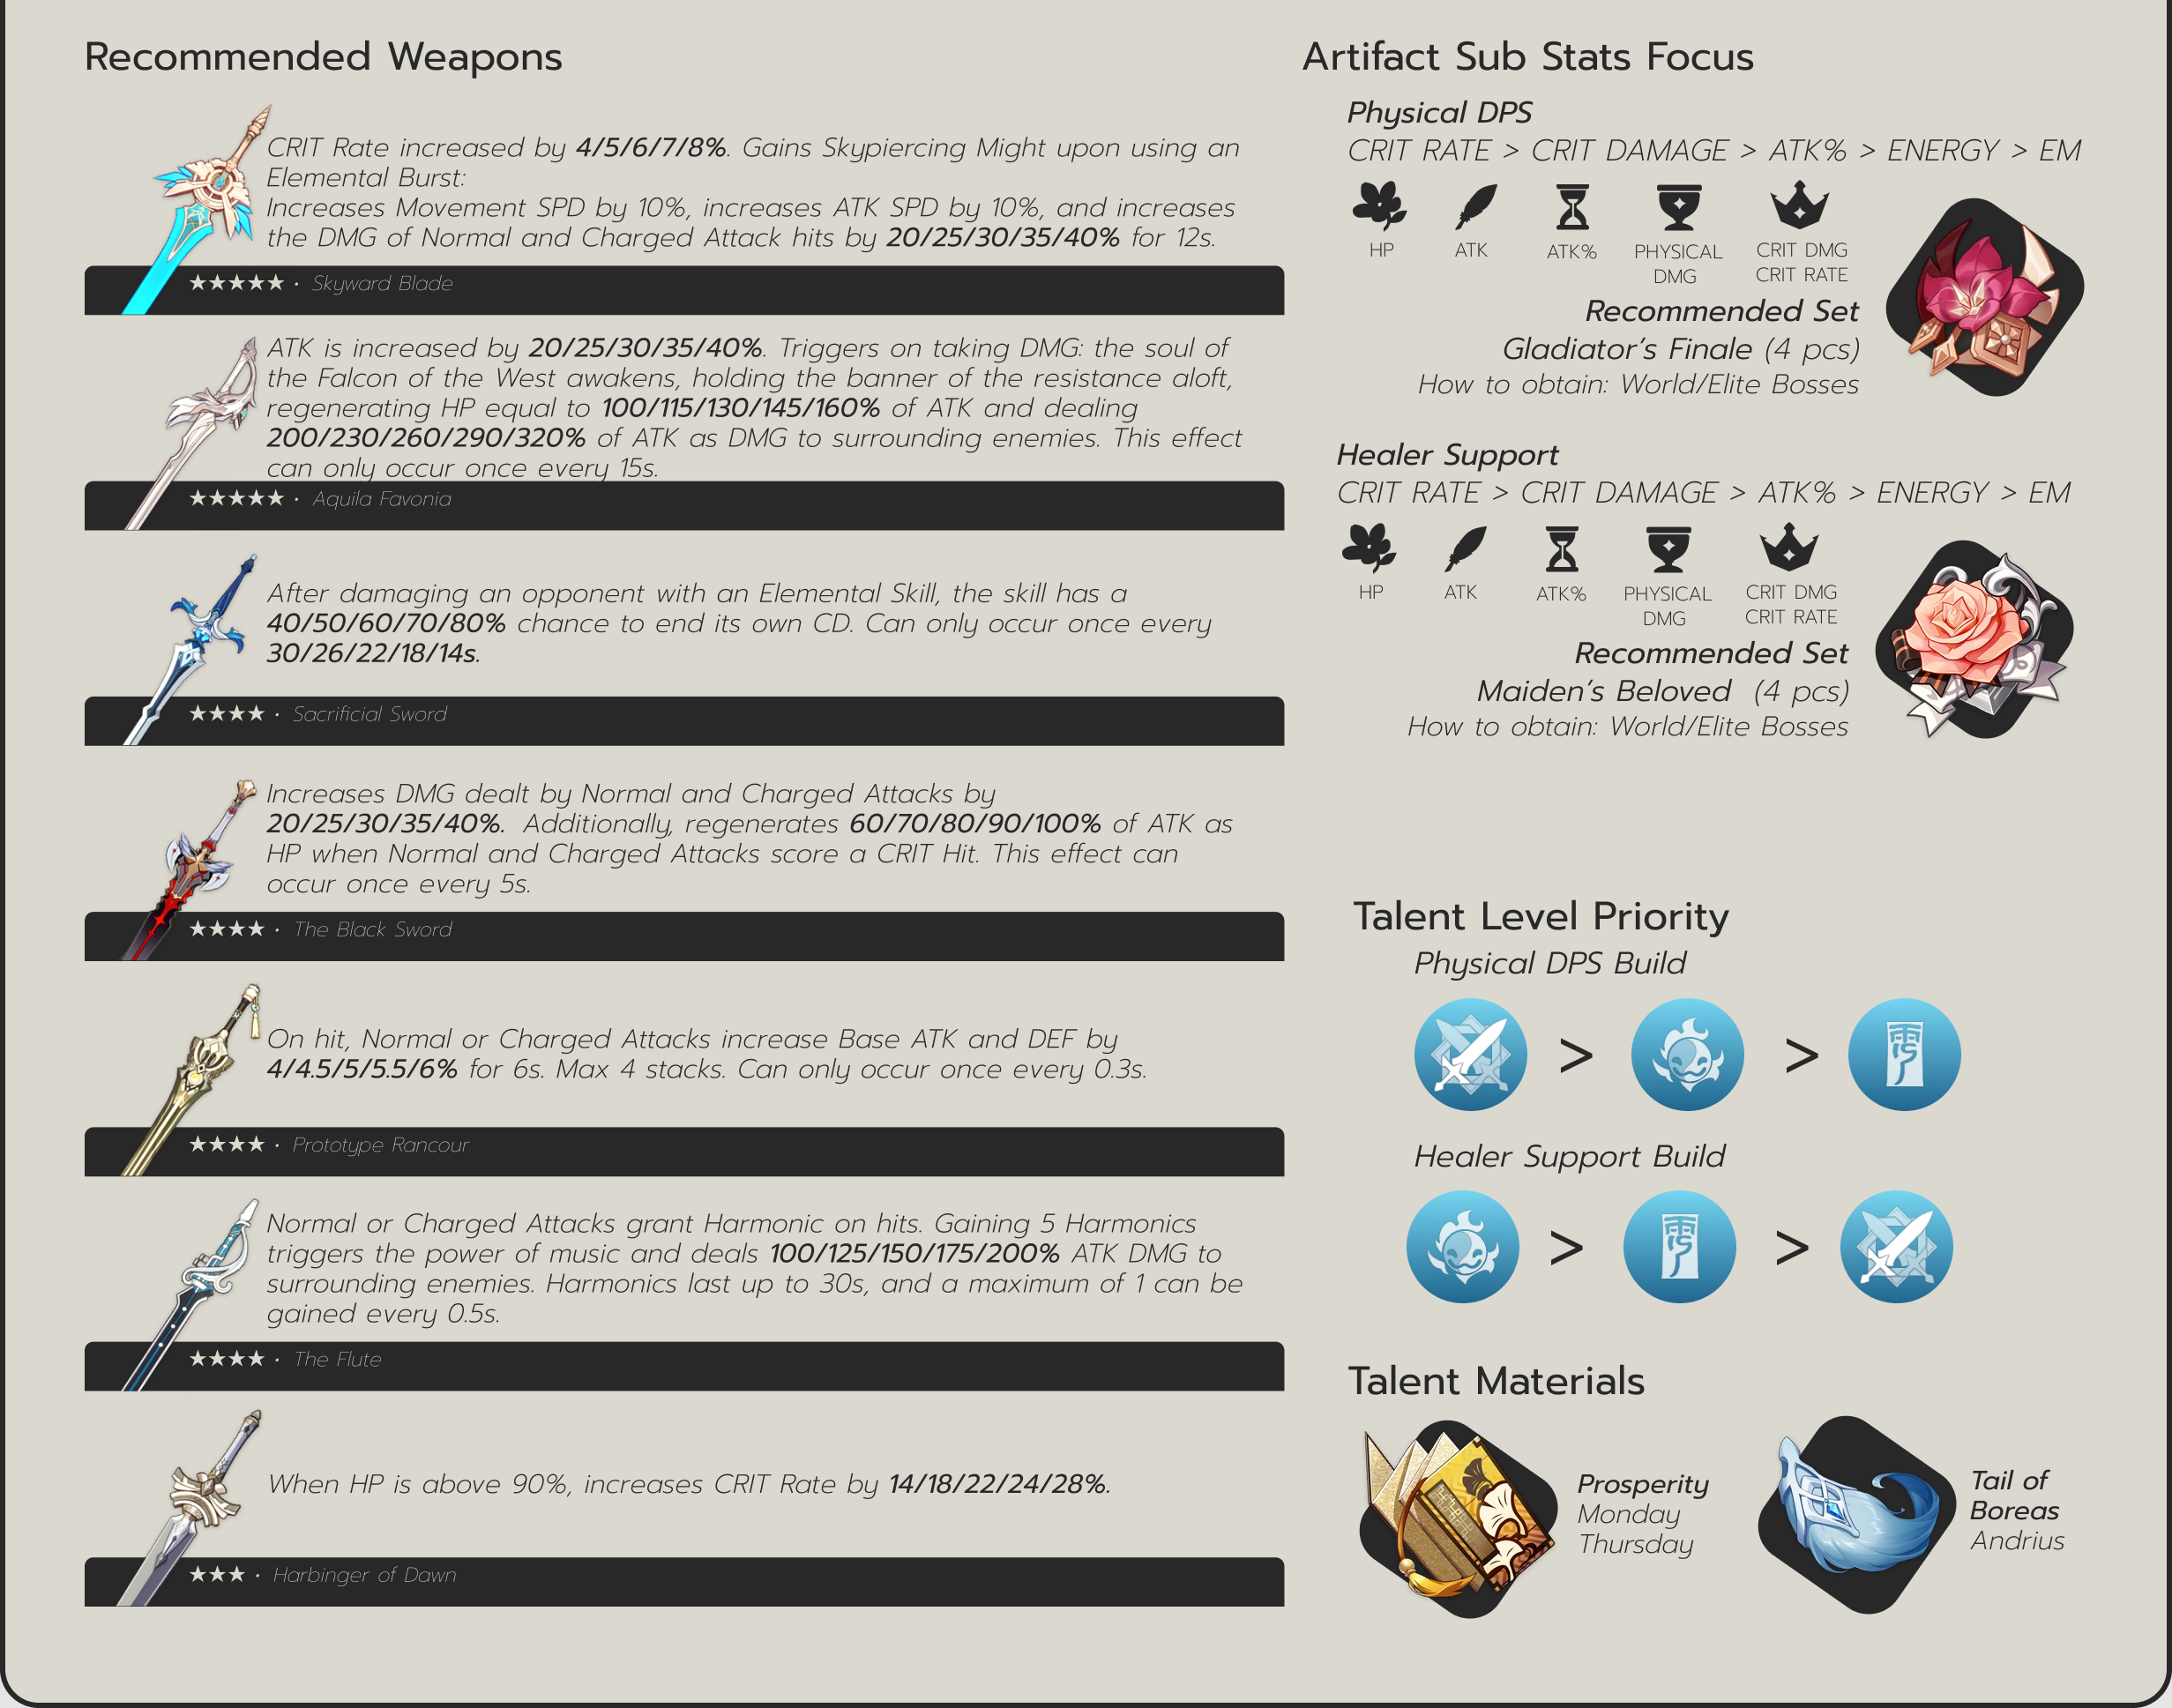 Recommended Weapons
CRIT Rate increased by 4/5/6/7/8%. Gains Skypiercing Might upon using an
Elemental Burst:
Increases Movement SPD by 10%, increases ATK SPD by 10%, and increases
the DMG of Normal and Charged Attack hits by 20/25/30/35/40% for 12s.
★★★★★ · Skyward Blade
ATK is increased by 20/25/30/35/40%. Triggers on taking DMG: the soul of
the Falcon of the West awakens, holding the banner of the resistance aloft,
regenerating HP equal to 100/115/130/145/160% of ATK and dealing
200/230/260/290/320% of ATK as DMG to surrounding enemies. This effect
can only occur once every 15s.
★★★★★ · Aquila Favonia
After damaging an opponent with an Elemental Skill, the skill has a
40/50/60/70/80% chance to end its own CD. Can only occur once every
30/26/22/18/14s.
★★★★ · Sacrificial Sword
Increases DMG dealt by Normal and Charged Attacks by
20/25/30/35/40%. Additionally, regenerates 60/70/80/90/100% of ATK as
HP when Normal and Charged Attacks score a CRIT Hit. This effect can
occur once every 5s.
★★★★ · The Black Sword
On hit, Normal or Charged Attacks increase Base ATK and DEF by
4/4.5/5/5.5/6% for 6s. Max 4 stacks. Can only occur once every 0.3s.
★★★★ · Prototype Rancour
Normal or Charged Attacks grant Harmonic on hits. Gaining 5 Harmonics
triggers the power of music and deals 100/125/150/175/200% ATK DMG to
surrounding enemies. Harmonics last up to 30s, and a maximum of 1 can be
gained every 0.5s.
★★★★ · The Flute
When HP is above 90%, increases CRIT Rate by 14/18/22/24/28%.
★★★ · Harbinger of Dawn
Artifact Sub Stats Focus
Physical DPS
CRIT RATE > CRIT DAMAGE > ATK% > ENERGY > EM
HP ATK ATK% PHYSICAL DMG CRIT DMG CRIT RATE
Recommended Set
Gladiator's Finale (4 pcs)
How to obtain: World/Elite Bosses
Healer Support
CRIT RATE > CRIT DAMAGE > ATK% > ENERGY > EM
HP ATK ATK% PHYSICAL DMG CRIT DMG CRIT RATE
Recommended Set
Maiden's Beloved (4 pcs)
How to obtain: World/Elite Bosses
Talent Level Priority
Physical DPS Build
> >
Healer Support Build
> >
Talent Materials
Prosperity
Monday
Thursday
Tail of
Boreas
Andrius